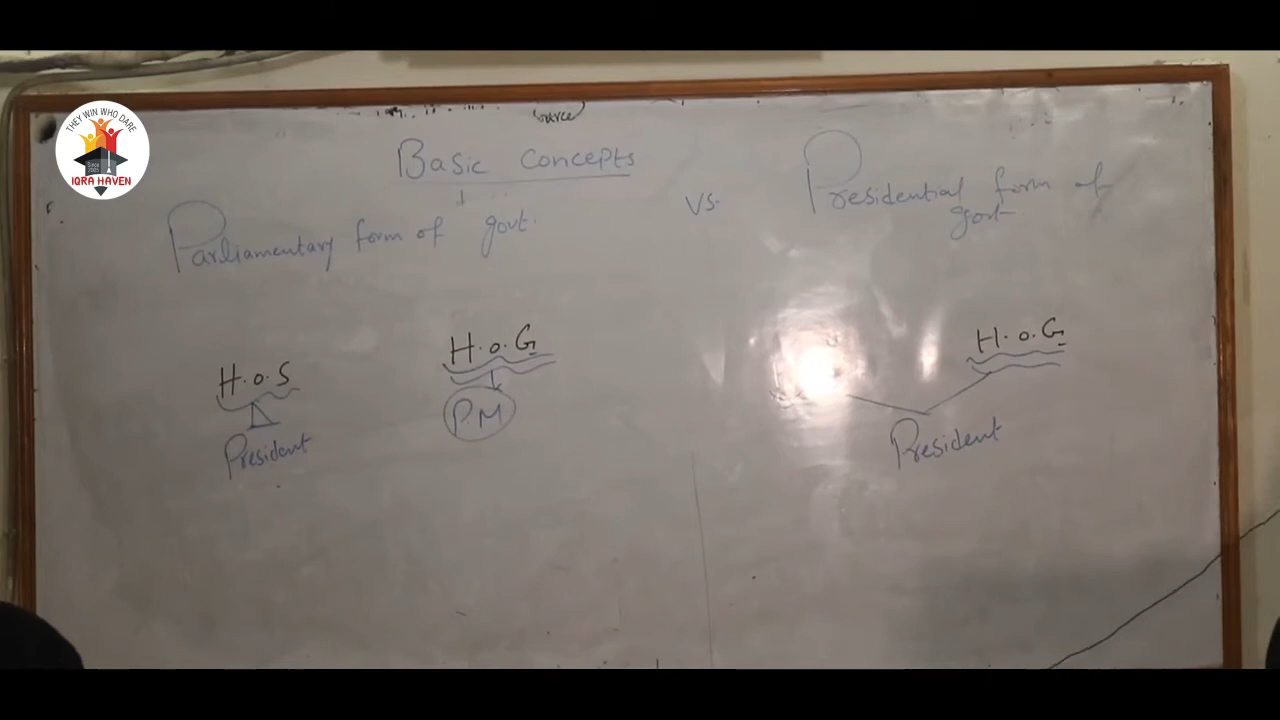 THEY WIN WHO DARE
Since
IQRA HAVEN
Basic Concepts
Parliamentary form of govt.
vs.
Presidential form of
govt
H.o.S
H.o.G
H.o.G
President
P.M
President